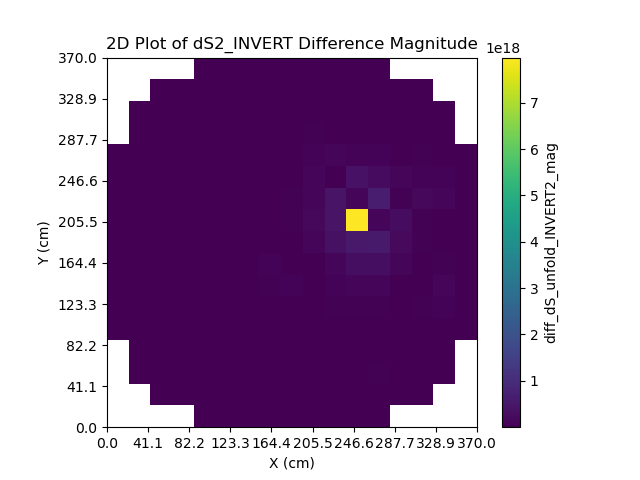 2D Plot of dS2_INVERT Difference Magnitude
1e18
370.0
328.9
287.7
246.6
205.5
164.4
123.3
82.2
41.1
0.0
Y (cm)
0.0 41.1 82.2 123.3 164.4 205.5 246.6 287.7 328.9 370.0
X (cm)
7
6
5
4
3
2
1
diff_dS_unfold_INVERT2_mag